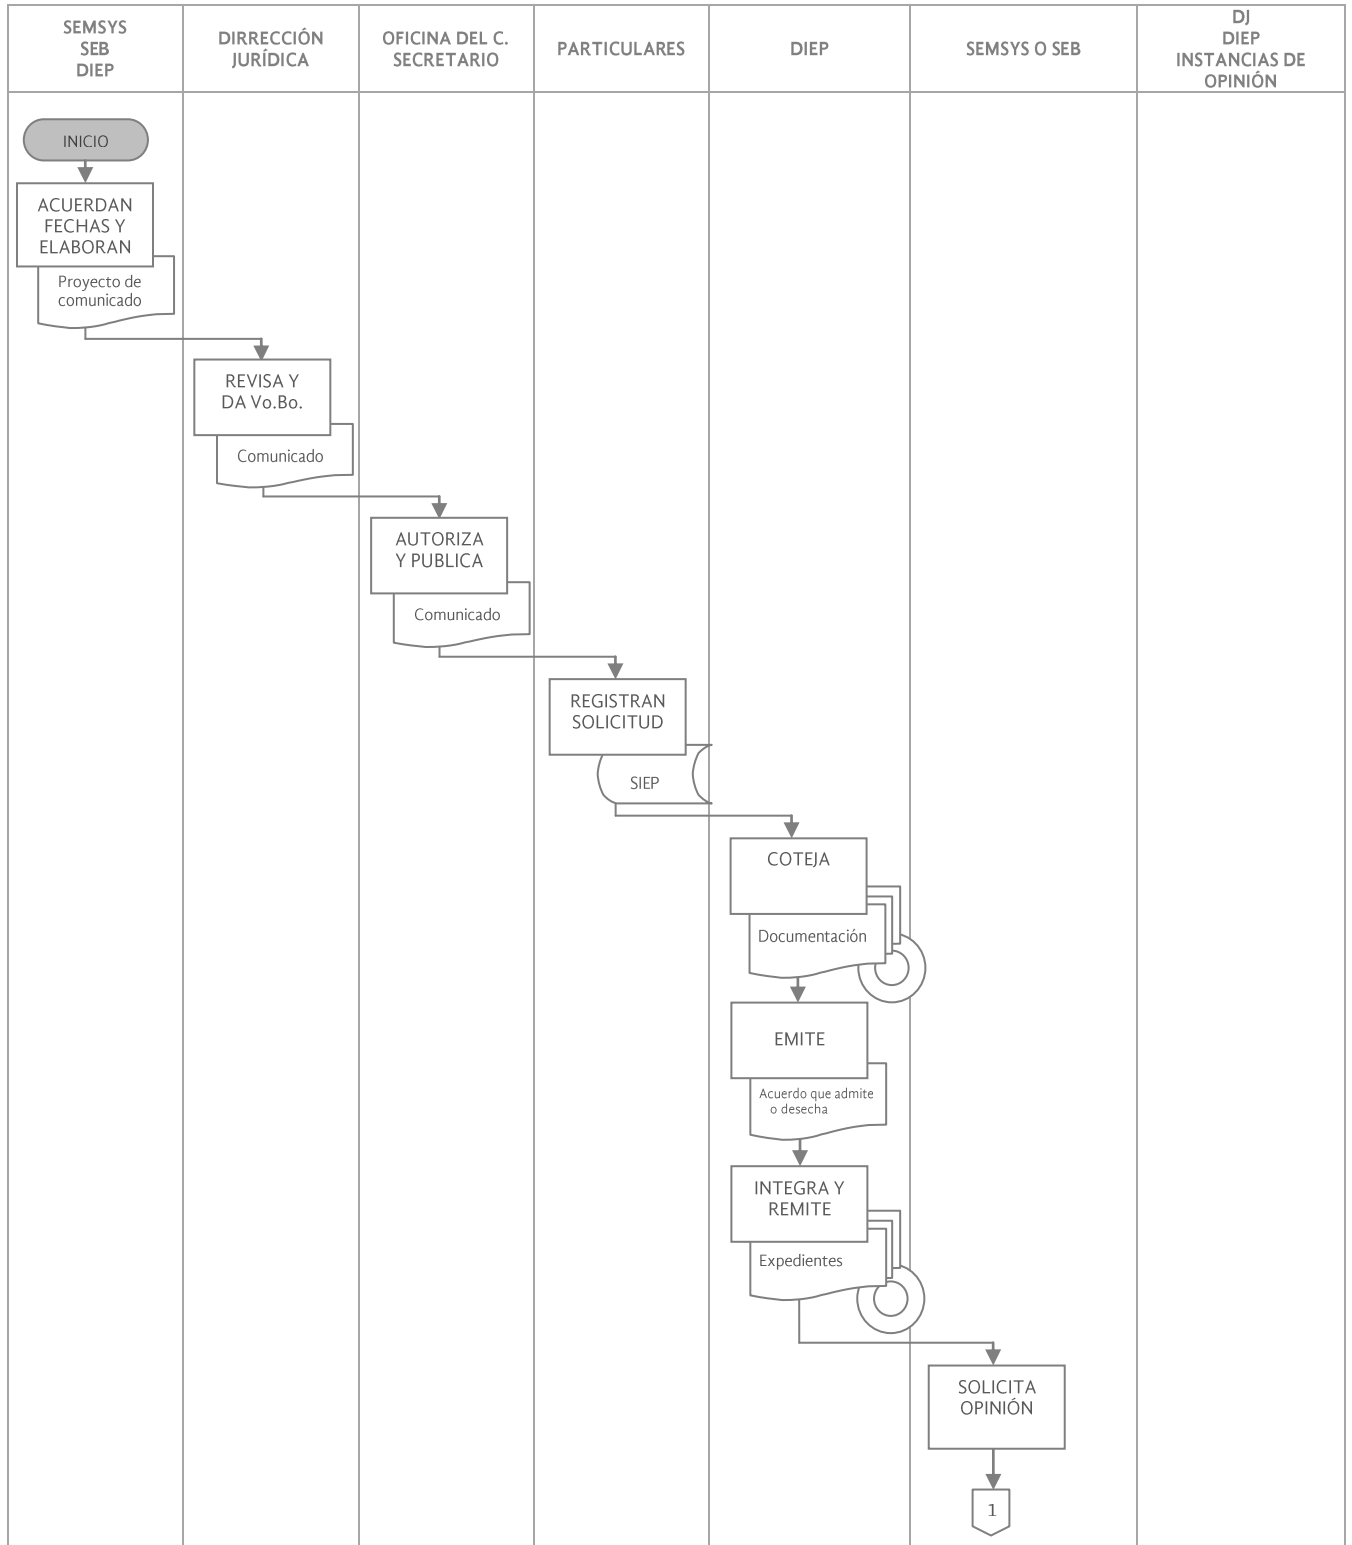 SEMSYS
SEB
DIEP
DIRRECCIÓN
JURÍDICA
OFICINA DEL C.
SECRETARIO
PARTICULARES
DIEP
SEMSYS O SEB
DJ
DIEP
INSTANCIAS DE
OPINIÓN
INICIO
ACUERDAN
FECHAS Y
ELABORAN
Proyecto de
comunicado
REVISA Y
DA Vo.Bo.
Comunicado
AUTORIZA
Y PUBLICA
Comunicado
REGISTRAN
SOLICITUD
SIEP
COTEJA
Documentación
EMITE
Acuerdo que admite
o desecha
INTEGRA Y
REMITE
Expedientes
SOLICITA
OPINIÓN
1